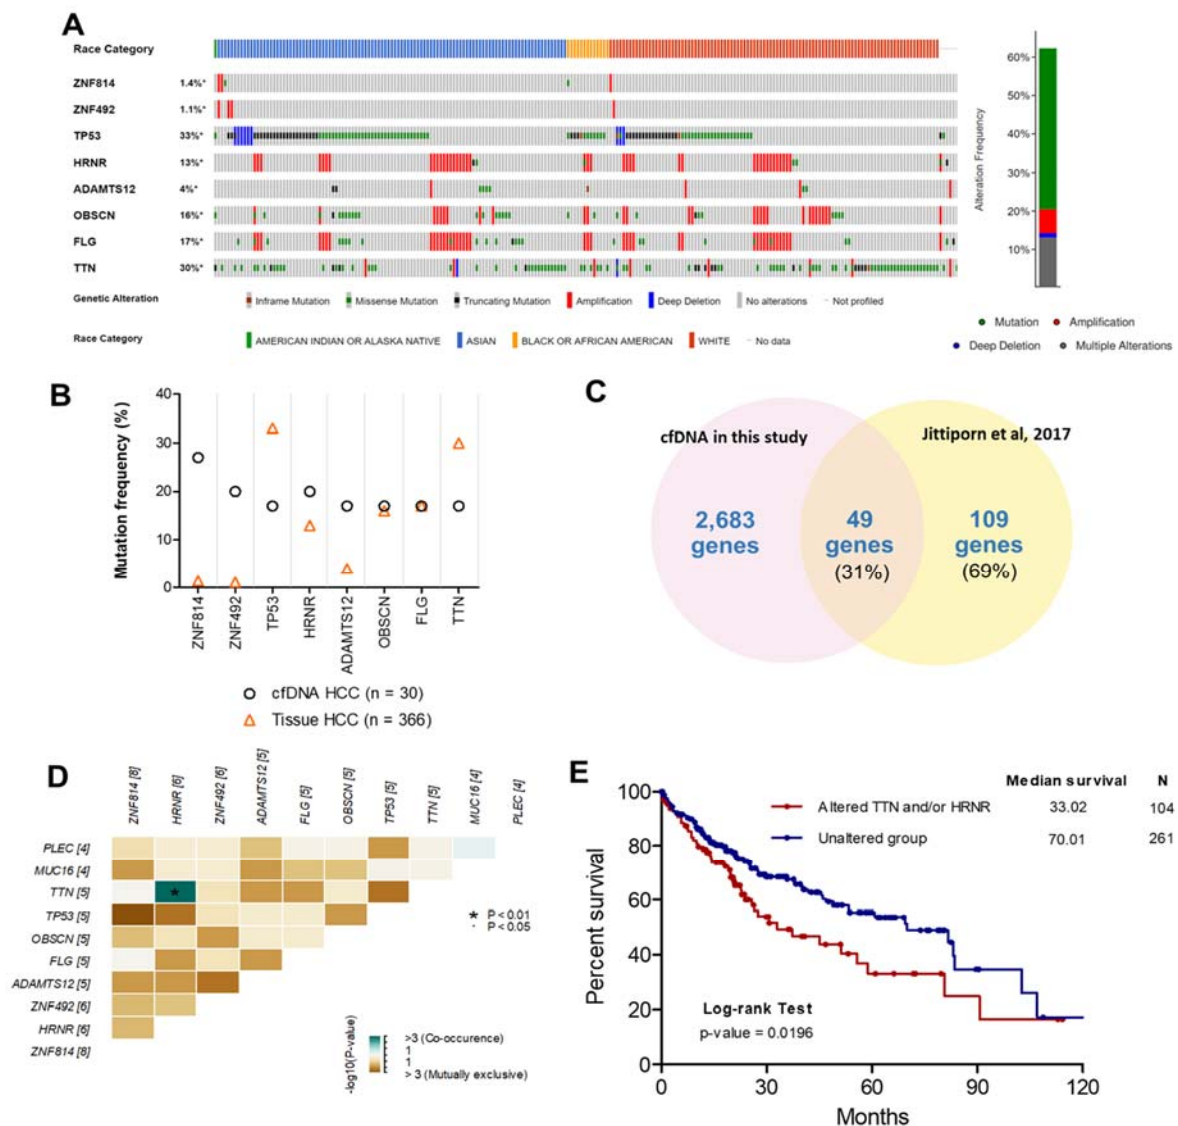 A
Race Category
ZNF814 1.4%*
ZNF492 1.1%*
TP53 33%*
HRNR 13%*
ADAMTS12 4%*
OBSCN 16%*
FLG 17%*
TTN 30%*
Genetic Alteration Inframe Mutation Missense Mutation Truncating Mutation Amplification Deep Deletion No alterations Not profiled
Race Category AMERICAN INDIAN OR ALASKA NATIVE ASIAN BLACK OR AFRICAN AMERICAN WHITE No data
Alteration Frequency
60%
50%
40%
30%
20%
10%
Mutation Amplification
Deep Deletion Multiple Alterations
B
Mutation frequency (%)
40
30
20
10
0
ZNF814
ZNF492
TP53
HRNR
ADAMTS12
OBSCN
FLG
TTN
cfDNA HCC (n = 30)
Tissue HCC (n = 366)
C
cfDNA in this study
Jittiporn et al, 2017
2,683
genes
49
genes
(31%)
109
genes
(69%)
D
ZNF814 [8]
HRNR [6]
ZNF492 [6]
ADAMTS12 [5]
FLG [5]
OBSCN [5]
TP53 [5]
TTN [5]
MUC16 [4]
PLEC [4]
PLEC [4]
MUC16 [4]
TTN [5]
TP53 [5]
OBSCN [5]
FLG [5]
ADAMTS12 [5]
ZNF492 [6]
HRNR [6]
ZNF814 [8]
*
* P < 0.01
· P < 0.05
-log10(P-value)
>3 (Co-occurence)
1
1
> 3 (Mutually exclusive)
E
Median survival N
Altered TTN and/or HRNR 33.02 104
Unaltered group 70.01 261
Percent survival
100
80
60
40
20
0
Log-rank Test
p-value = 0.0196
0 30 60 90 120
Months